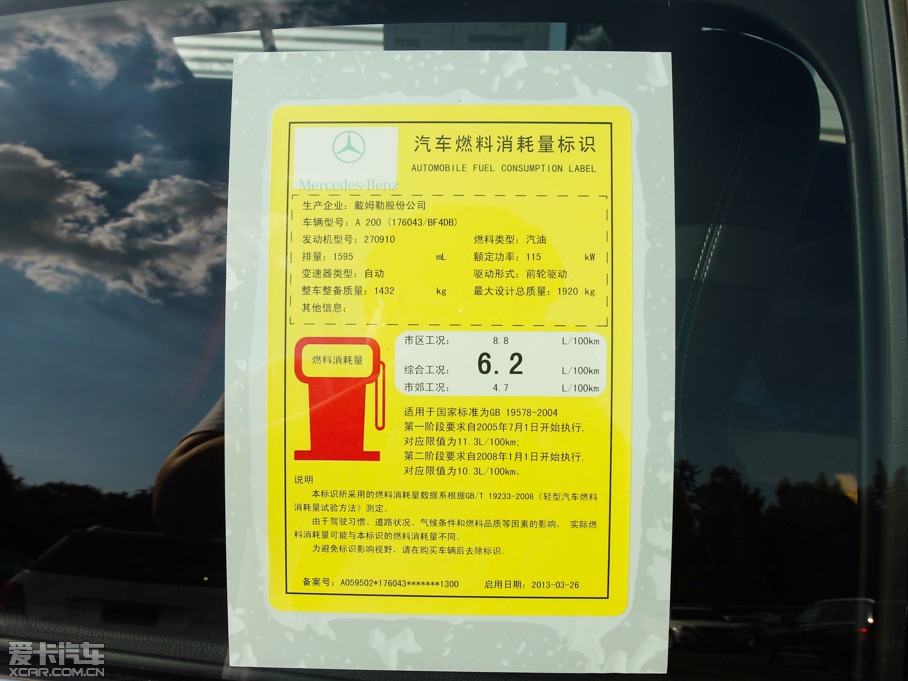 Mercedes-Benz
汽车燃料消耗量标识
AUTOMOBILE FUEL CONSUMPTION LABEL
生产企业：戴姆勒股份公司
车辆型号：A 200 (176043/BF4DB)
发动机型号：270910 燃料类型：汽油
排量：1595 mL 额定功率：115 kW
变速器类型：自动 驱动形式：前轮驱动
整车整备质量：1432 kg 最大设计总质量：1920 kg
其他信息：
燃料消耗量
市区工况： 8.8 L/100km
综合工况： 6.2 L/100km
市郊工况： 4.7 L/100km
适用于国家标准为GB 19578-2004
第一阶段要求自2005年7月1日开始执行，
对应限值为11.3L/100km;
第二阶段要求自2008年1月1日开始执行，
对应限值为10.3L/100km。
说明
本标识所采用的燃料消耗量数据系根据GB/T 19233-2008《轻型汽车燃料
消耗量试验方法》测定。
由于驾驶习惯、道路状况、气候条件和燃料品质等因素的影响， 实际燃
料消耗量可能与本标识的燃料消耗量不同。
为避免标识影响视野，请在购买车辆后去除标识。
备案号：A059502*176043*******1300 启用日期：2013-03-26
爱卡汽车
XCAR.COM.CN